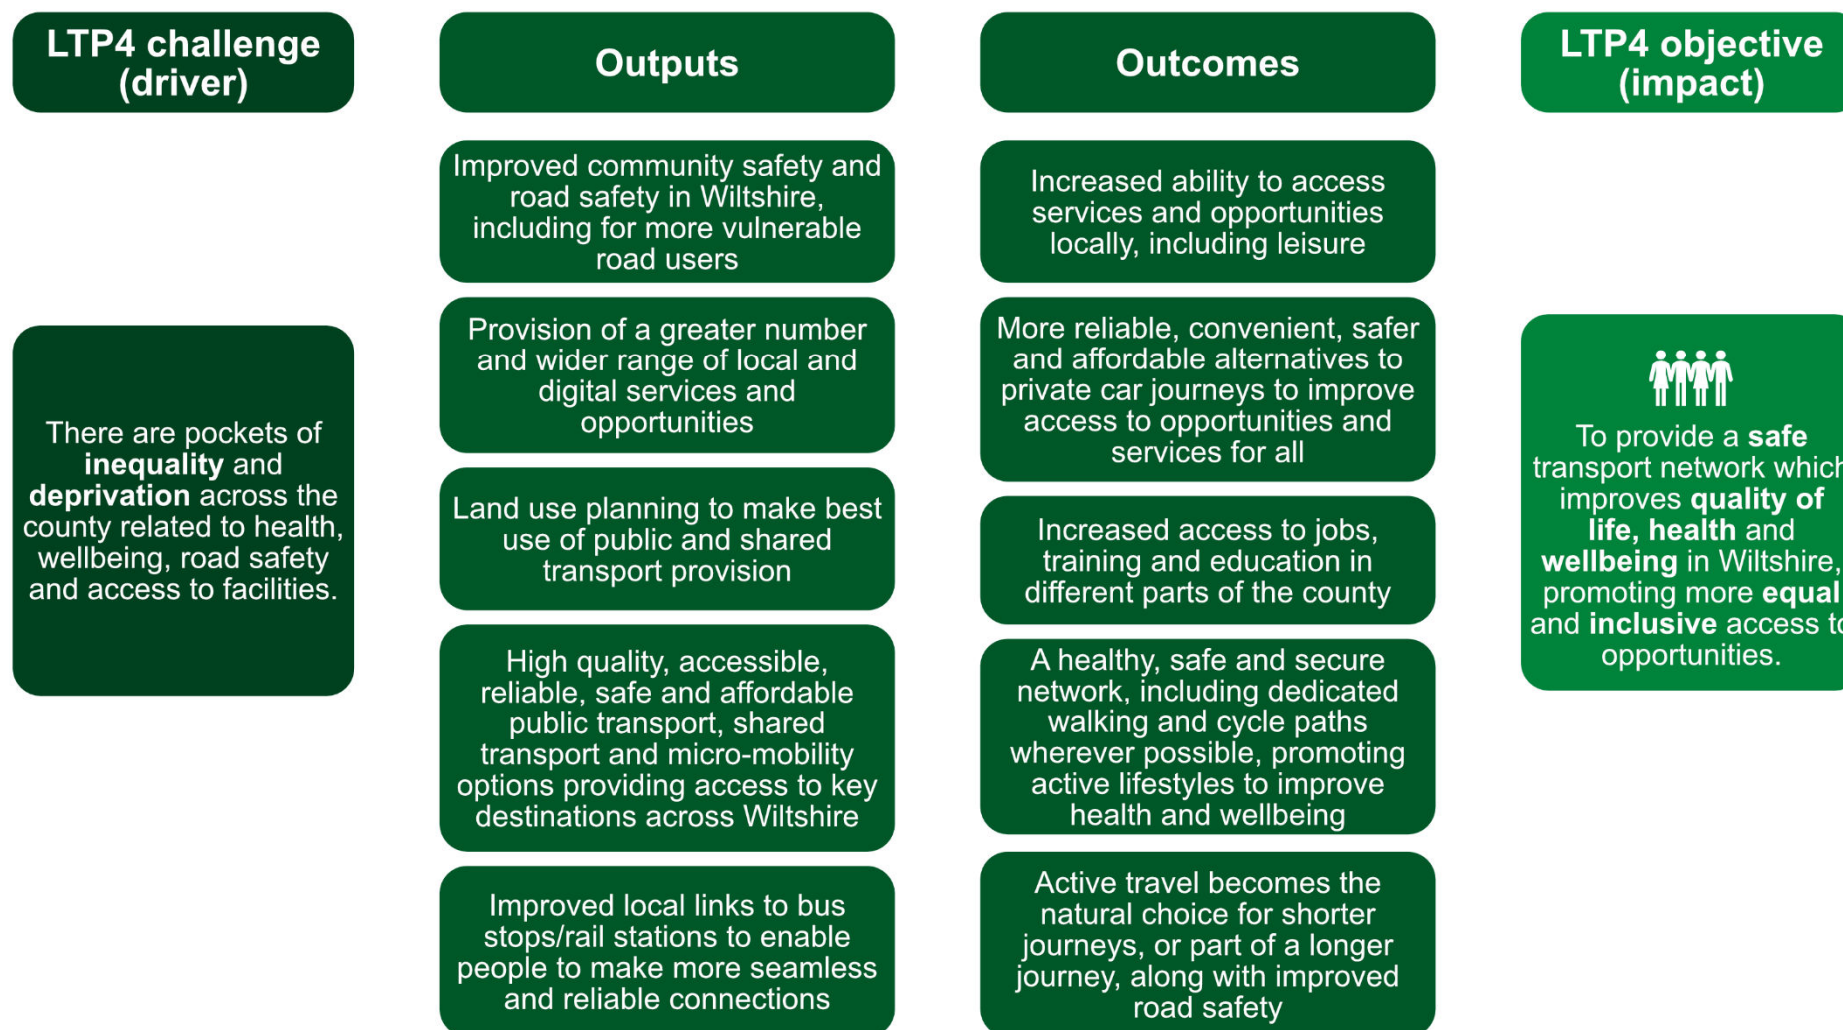 LTP4 challenge
(driver)
Outputs
Outcomes
LTP4 objective
(impact)
There are pockets of
inequality and
deprivation across the
county related to health,
wellbeing, road safety
and access to facilities.
Improved community safety and
road safety in Wiltshire,
including for more vulnerable
road users
Provision of a greater number
and wider range of local and
digital services and
opportunities
Land use planning to make best
use of public and shared
transport provision
High quality, accessible,
reliable, safe and affordable
public transport, shared
transport and micro-mobility
options providing access to key
destinations across Wiltshire
Improved local links to bus
stops/rail stations to enable
people to make more seamless
and reliable connections
Increased ability to access
services and opportunities
locally, including leisure
More reliable, convenient, safer
and affordable alternatives to
private car journeys to improve
access to opportunities and
services for all
Increased access to jobs,
training and education in
different parts of the county
A healthy, safe and secure
network, including dedicated
walking and cycle paths
wherever possible, promoting
active lifestyles to improve
health and wellbeing
Active travel becomes the
natural choice for shorter
journeys, or part of a longer
journey, along with improved
road safety
To provide a safe
transport network which
improves quality of
life, health and
wellbeing in Wiltshire,
promoting more equal
and inclusive access to
opportunities.